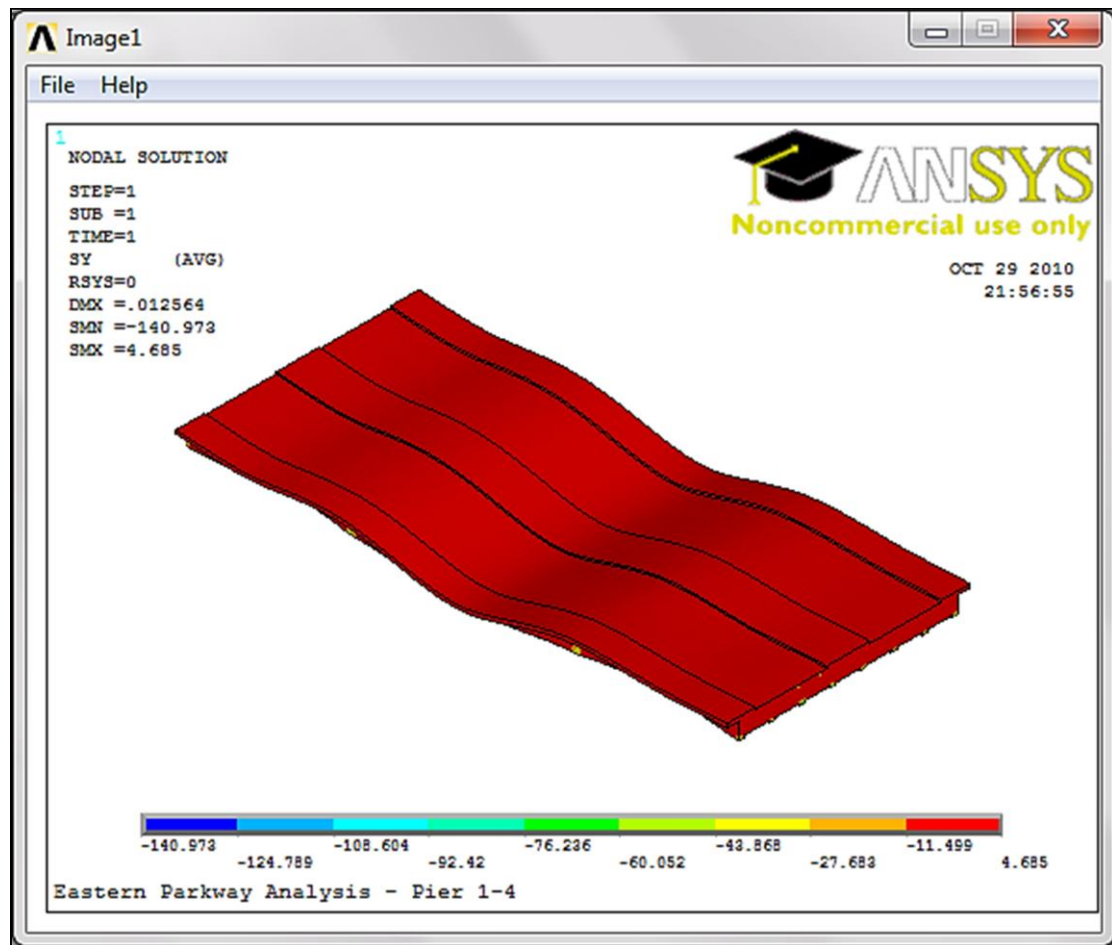 Image1
File Help
1
NODAL SOLUTION
STEP=1
SUB =1
TIME=1
SY (AVG)
RSYS=0
DMX =.012564
SMN =-140.973
SMX =4.685
ANSYS
Noncommercial use only
OCT 29 2010
21:56:55
-140.973 -108.604 -76.236 -43.868 -11.499
-124.789 -92.42 -60.052 -27.683 4.685
Eastern Parkway Analysis - Pier 1-4